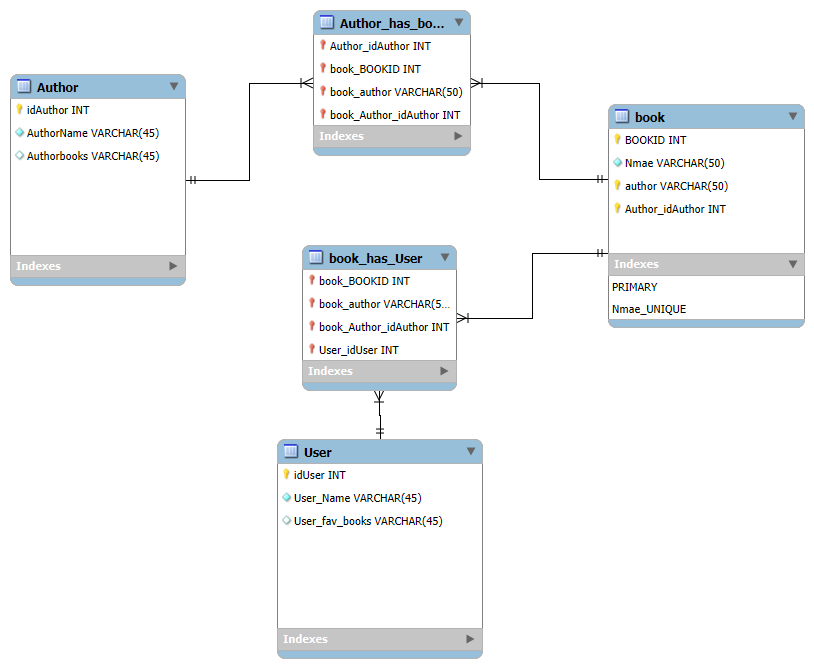 Author
idAuthor INT
AuthorName VARCHAR(45)
Authorbooks VARCHAR(45)
Indexes
Author_has_bo...
Author_idAuthor INT
book_BOOKID INT
book_author VARCHAR(50)
book_Author_idAuthor INT
Indexes
book
BOOKID INT
Nmae VARCHAR(50)
author VARCHAR(50)
Author_idAuthor INT
Indexes
PRIMARY
Nmae_UNIQUE
book_has_User
book_BOOKID INT
book_author VARCHAR(5...
book_Author_idAuthor INT
User_idUser INT
Indexes
User
idUser INT
User_Name VARCHAR(45)
User_fav_books VARCHAR(45)
Indexes